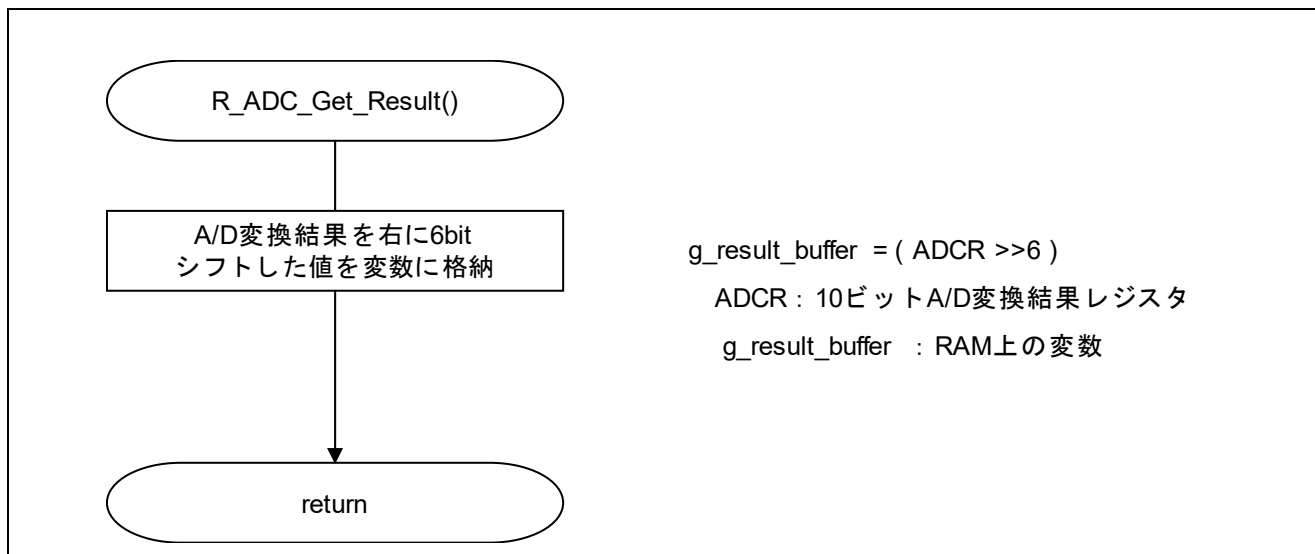 R_ADC_Get_Result()
A/D変換結果を右に6bit
シフトした値を変数に格納
g_result_buffer = ( ADCR >>6 )
ADCR : 10ビットA/D変換結果レジスタ
g_result_buffer : RAM上の変数
return